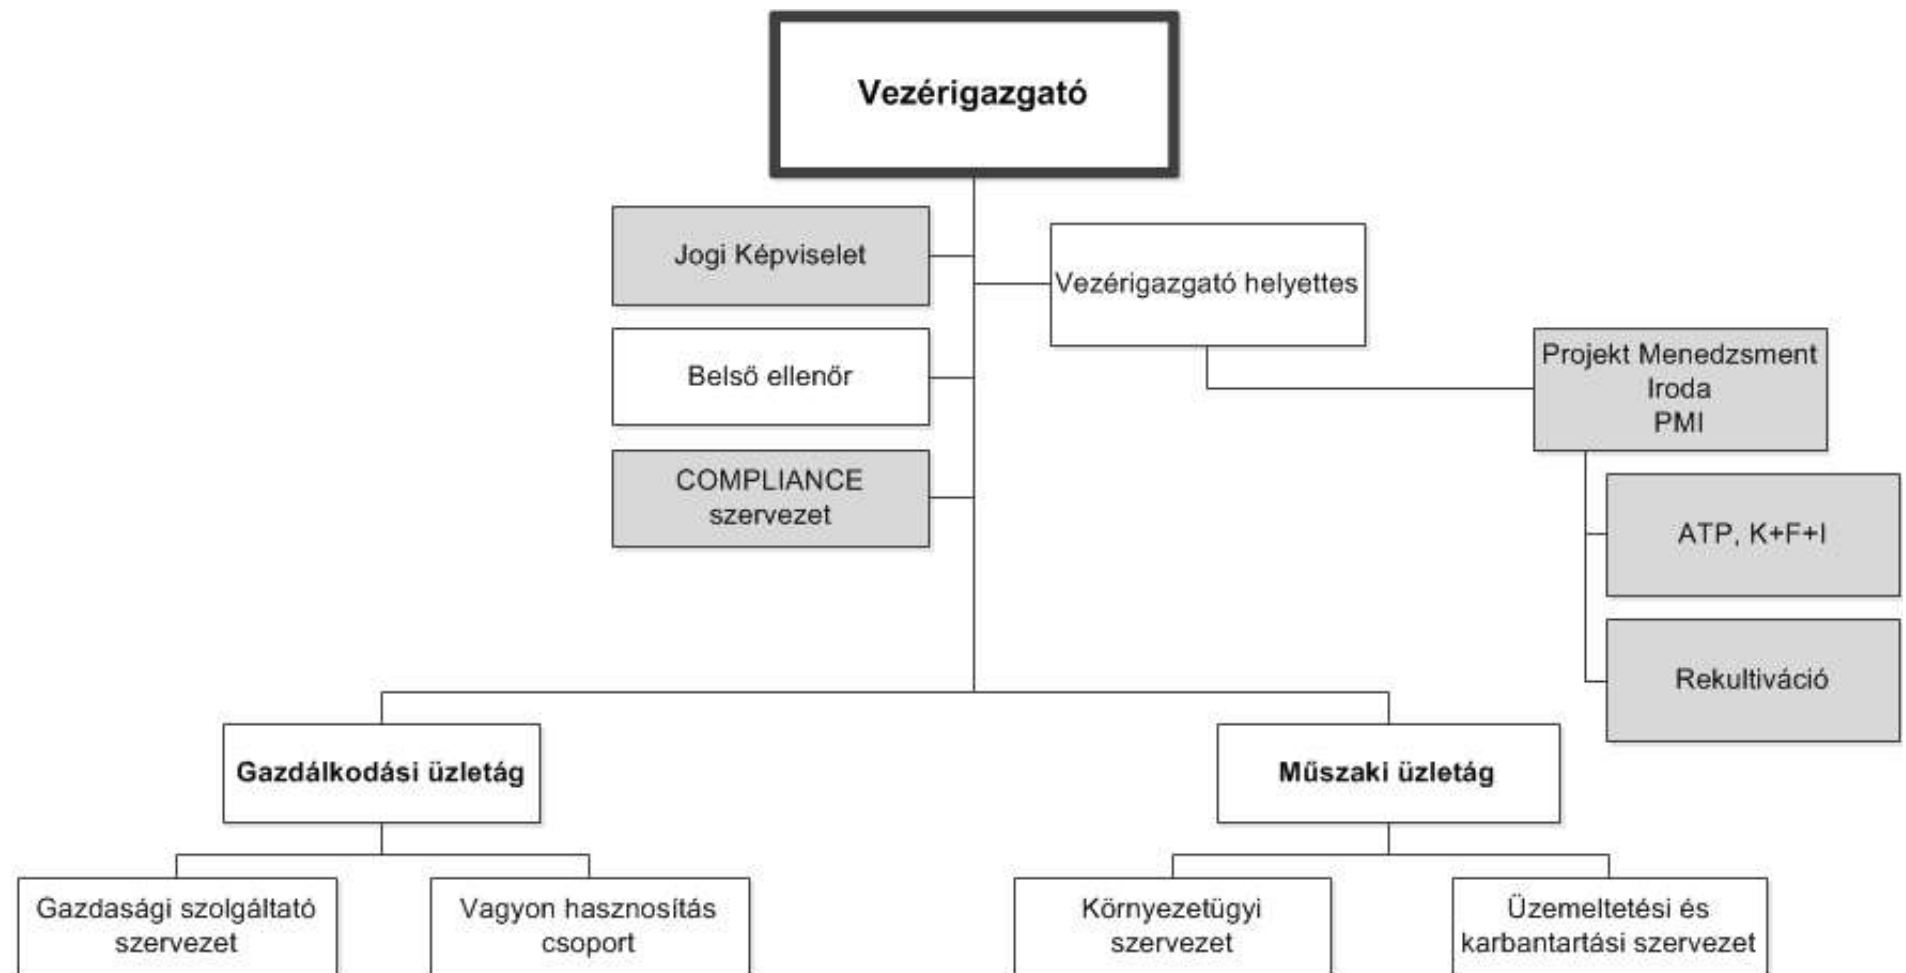 Vezérigazgató
Jogi Képviselet
Vezérigazgató helyettes
Belső ellenőr
Projekt Menedzsment
Iroda
PMI
COMPLIANCE
szervezet
ATP, K+F+I
Rekultiváció
Gazdálkodási üzletág
Műszaki üzletág
Gazdasági szolgáltató
szervezet
Vagyon hasznosítás
csoport
Környezetügyi
szervezet
Üzemeltetési és
karbantartási szervezet